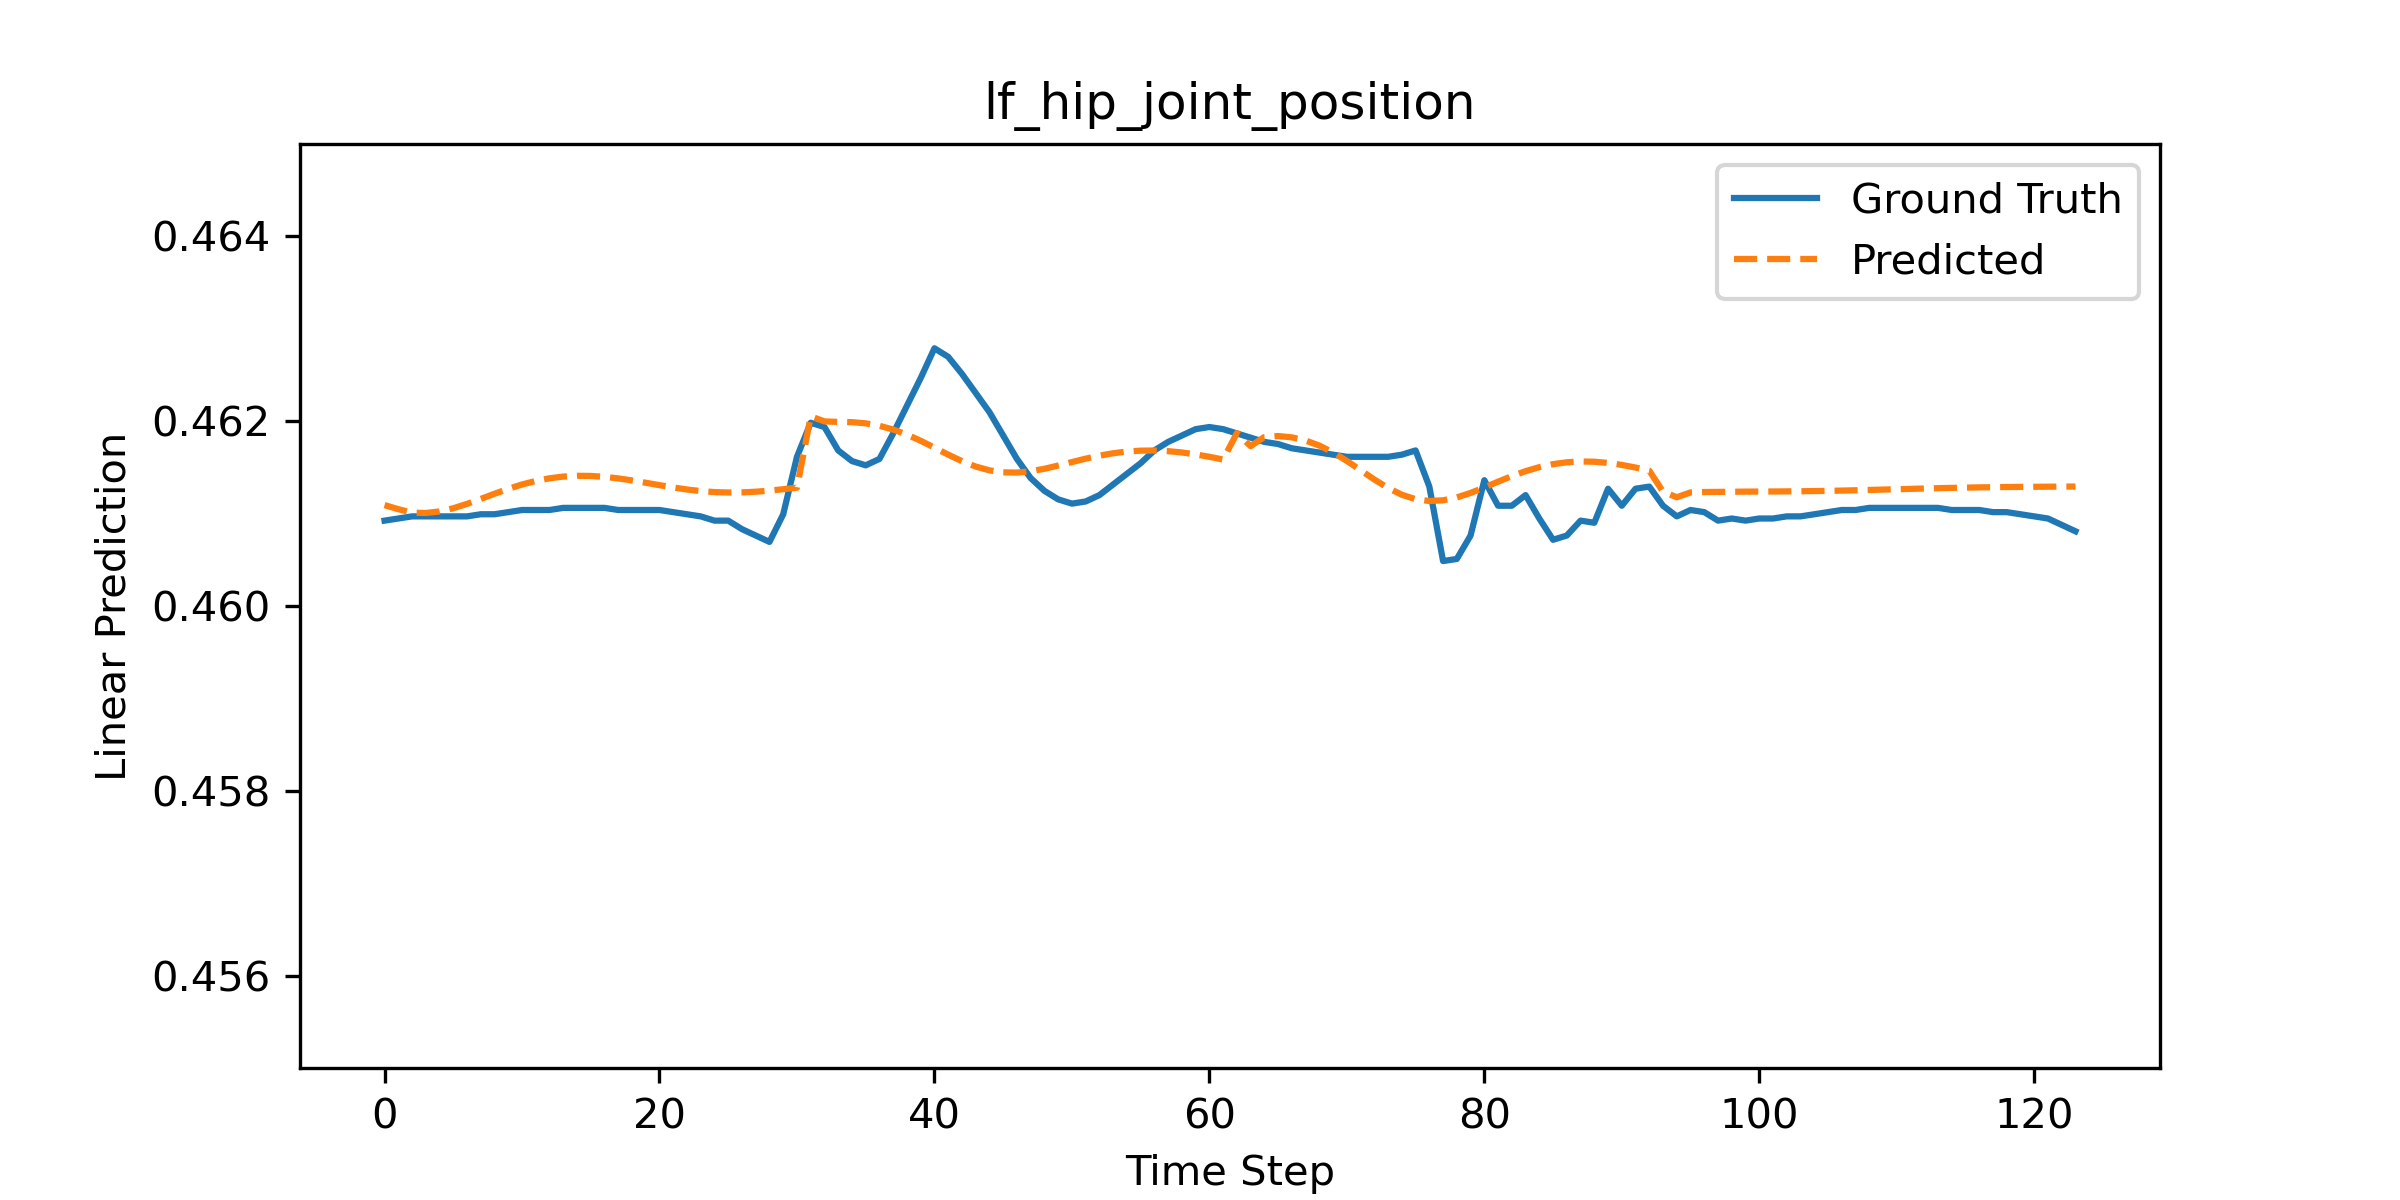 lf_hip_joint_position
Ground Truth
Predicted
Linear Prediction
0.464
0.462
0.460
0.458
0.456
0 20 40 60 80 100 120
Time Step